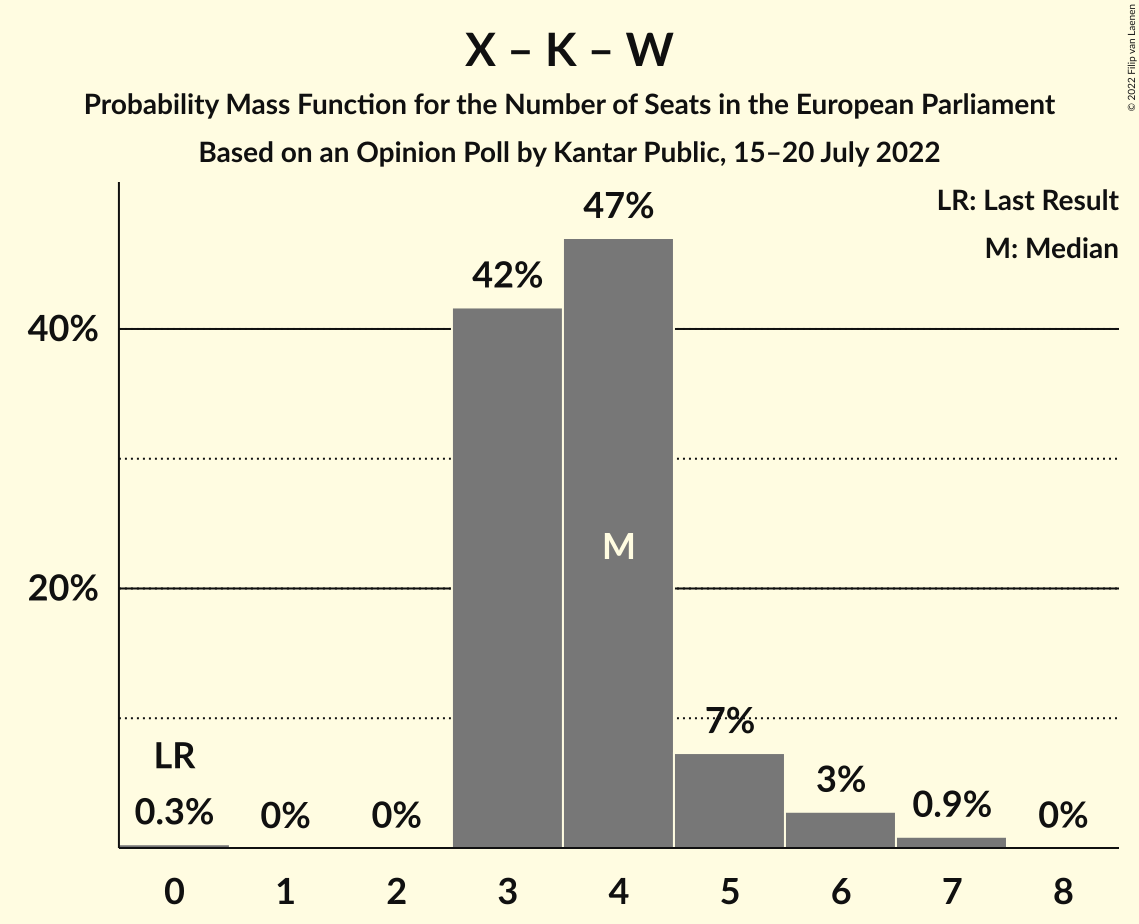 X – K – W
Probability Mass Function for the Number of Seats in the European Parliament
Based on an Opinion Poll by Kantar Public, 15–20 July 2022
© 2022 Filip van Laenen
LR: Last Result
M: Median
47%
42%
40%
M
20%
7%
LR
3%
0.3%
0%
0%
0.9%
0%
0 1 2 3 4 5 6 7 8